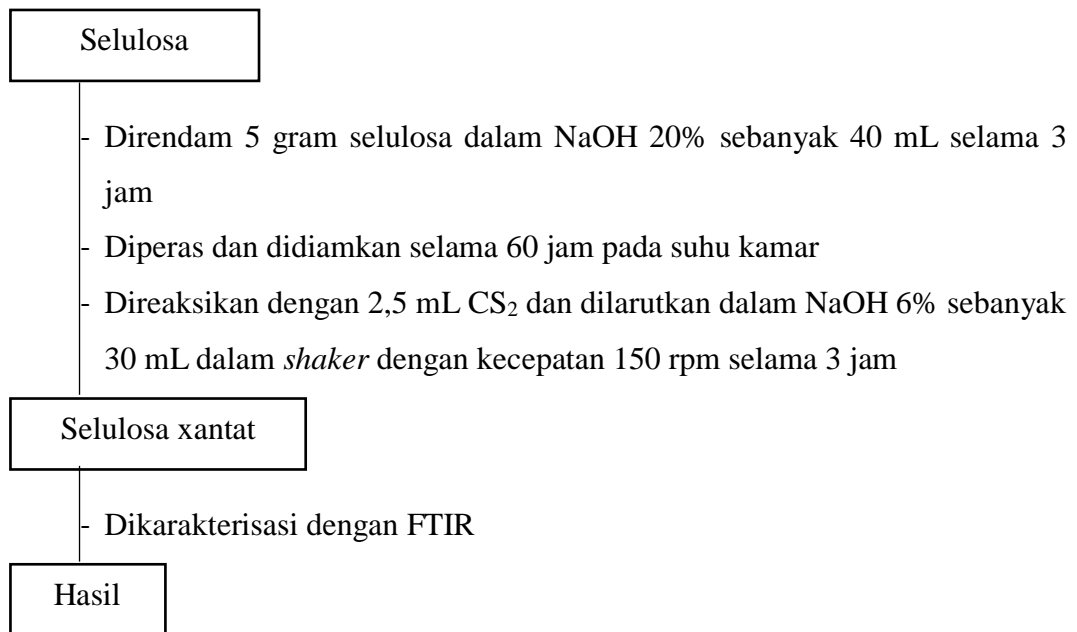 Selulosa
- Direndam 5 gram selulosa dalam NaOH 20% sebanyak 40 mL selama 3
jam
- Diperas dan didiamkan selama 60 jam pada suhu kamar
- Direaksikan dengan 2,5 mL CS₂ dan dilarutkan dalam NaOH 6% sebanyak
30 mL dalam shaker dengan kecepatan 150 rpm selama 3 jam
Selulosa xantat
- Dikarakterisasi dengan FTIR
Hasil